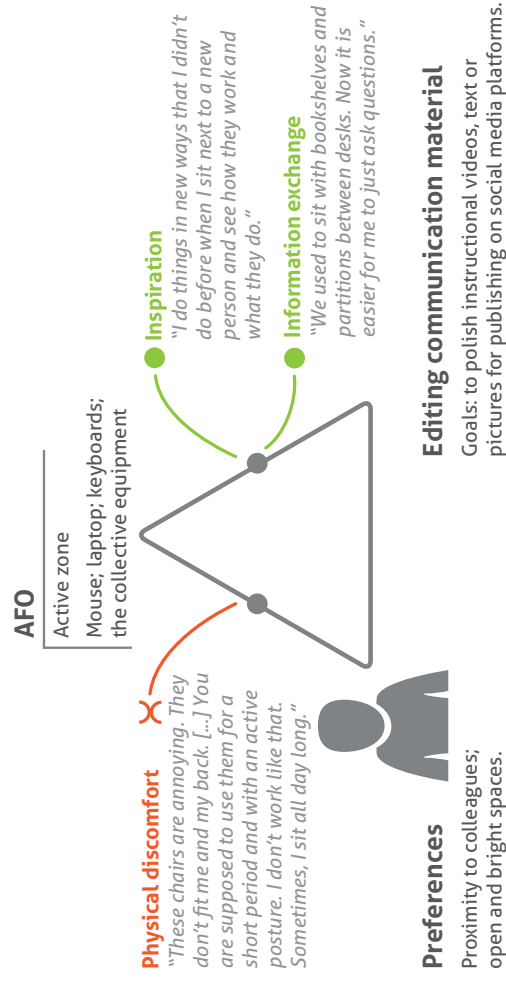 AFO
Active zone
Mouse; laptop; keyboards;
the collective equipment
Physical discomfort
“These chairs are annoying. They
don’t fit me and my back. [...] You
are supposed to use them for a
short period and with an active
posture. I don’t work like that.
Sometimes, I sit all day long.”
Inspiration
“I do things in new ways that I didn’t
do before when I sit next to a new
person and see how they work and
what they do.”
Information exchange
“We used to sit with bookshelves and
partitions between desks. Now it is
easier for me to just ask questions.”
Preferences
Proximity to colleagues;
open and bright spaces.
Editing communication material
Goals: to polish instructional videos, text or
pictures for publishing on social media platforms.